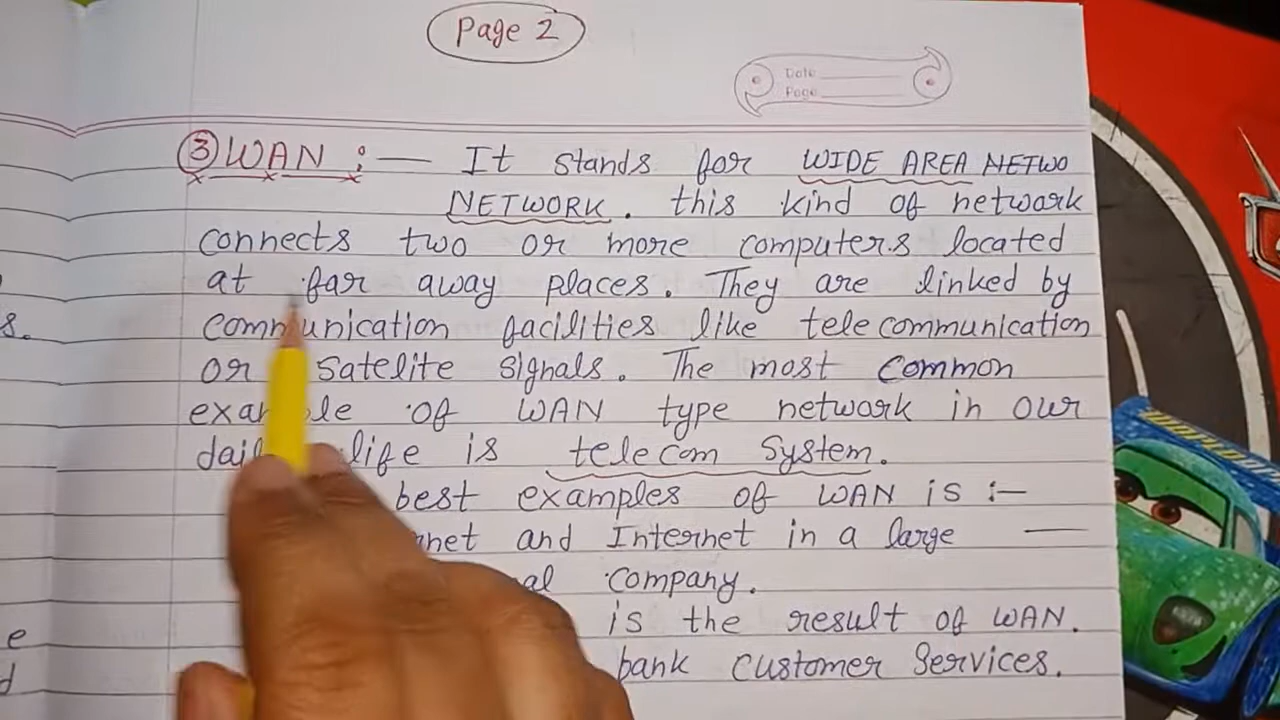 Page 2
Date
Page
③ WAN :— It stands for WIDE AREA NETWO
NETWORK. this kind of network
connects two or more computers located
at far away places. They are linked by
s. communication facilities like telecommunication
or satelite signals. The most common
example of WAN type network in our
life is telecom System.
best examples of WAN is :—
and Internet in a large —
company.
e is the result of WAN.
d bank customer services.